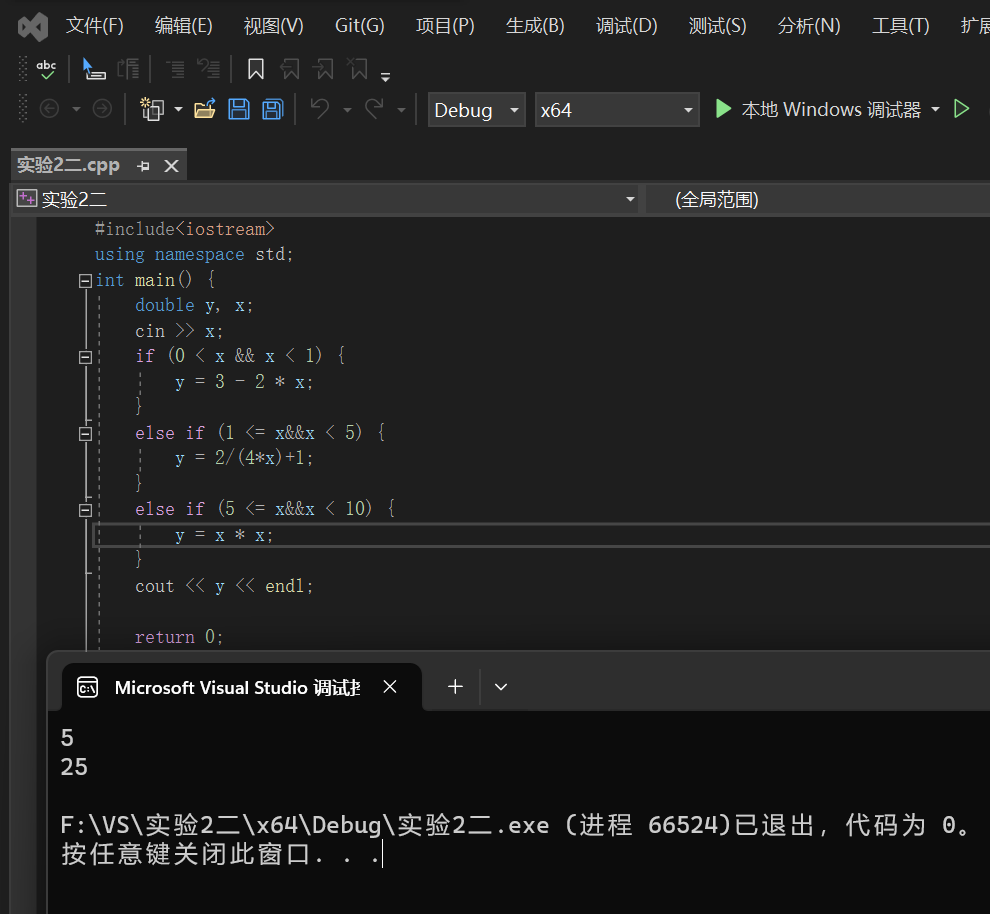 文件(F) 编辑(E) 视图(V) Git(G) 项目(P) 生成(B) 调试(D) 测试(S) 分析(N) 工具(T) 扩展
abc
Debug x64 本地 Windows 调试器
实验2二.cpp
实验2二 (全局范围)
#include<iostream>
using namespace std;
int main() {
    double y, x;
    cin >> x;
    if (0 < x && x < 1) {
        y = 3 - 2 * x;
    }
    else if (1 <= x&&x < 5) {
        y = 2/(4*x)+1;
    }
    else if (5 <= x&&x < 10) {
        y = x * x;
    }
    cout << y << endl;
    return 0;
C:\
Microsoft Visual Studio 调试
5
25
F:\VS\实验2二\x64\Debug\实验2二.exe (进程 66524)已退出，代码为 0。
按任意键关闭此窗口. . .